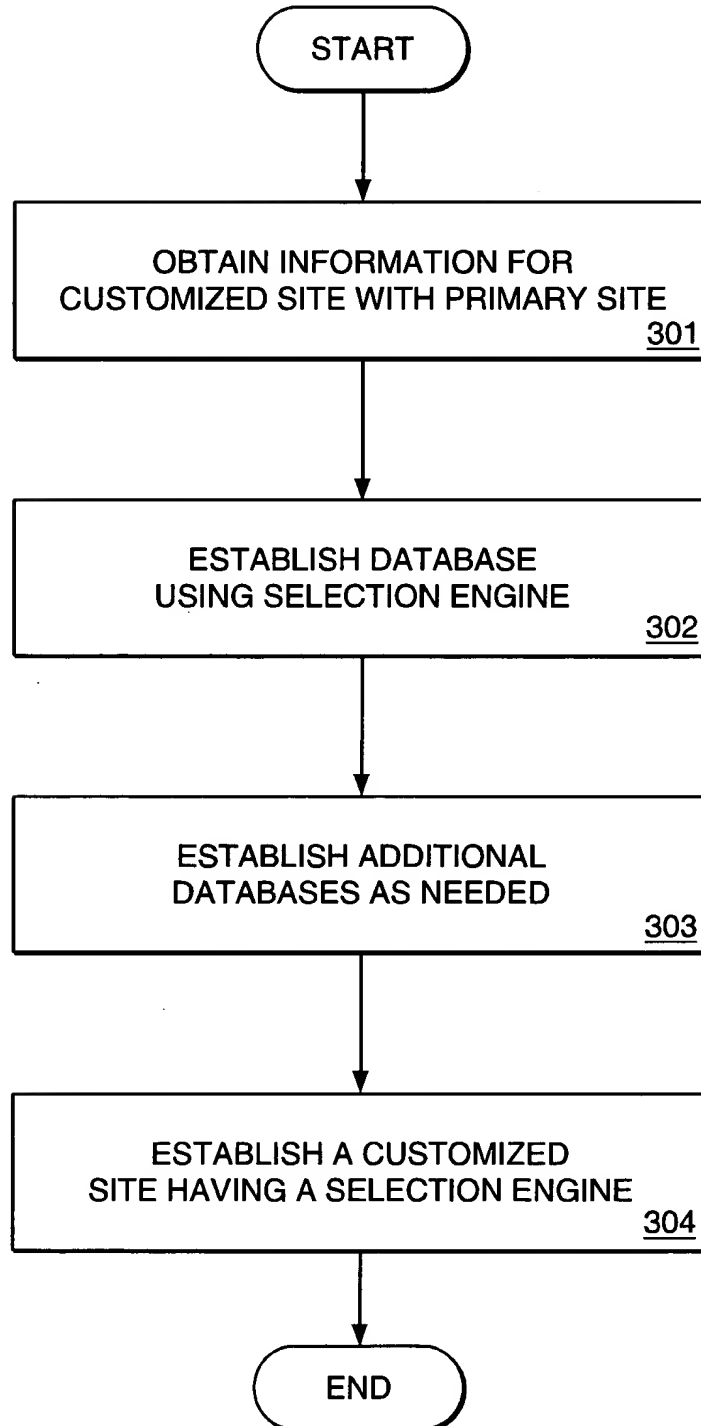 START
OBTAIN INFORMATION FOR
CUSTOMIZED SITE WITH PRIMARY SITE
301
ESTABLISH DATABASE
USING SELECTION ENGINE
302
ESTABLISH ADDITIONAL
DATABASES AS NEEDED
303
ESTABLISH A CUSTOMIZED
SITE HAVING A SELECTION ENGINE
304
END